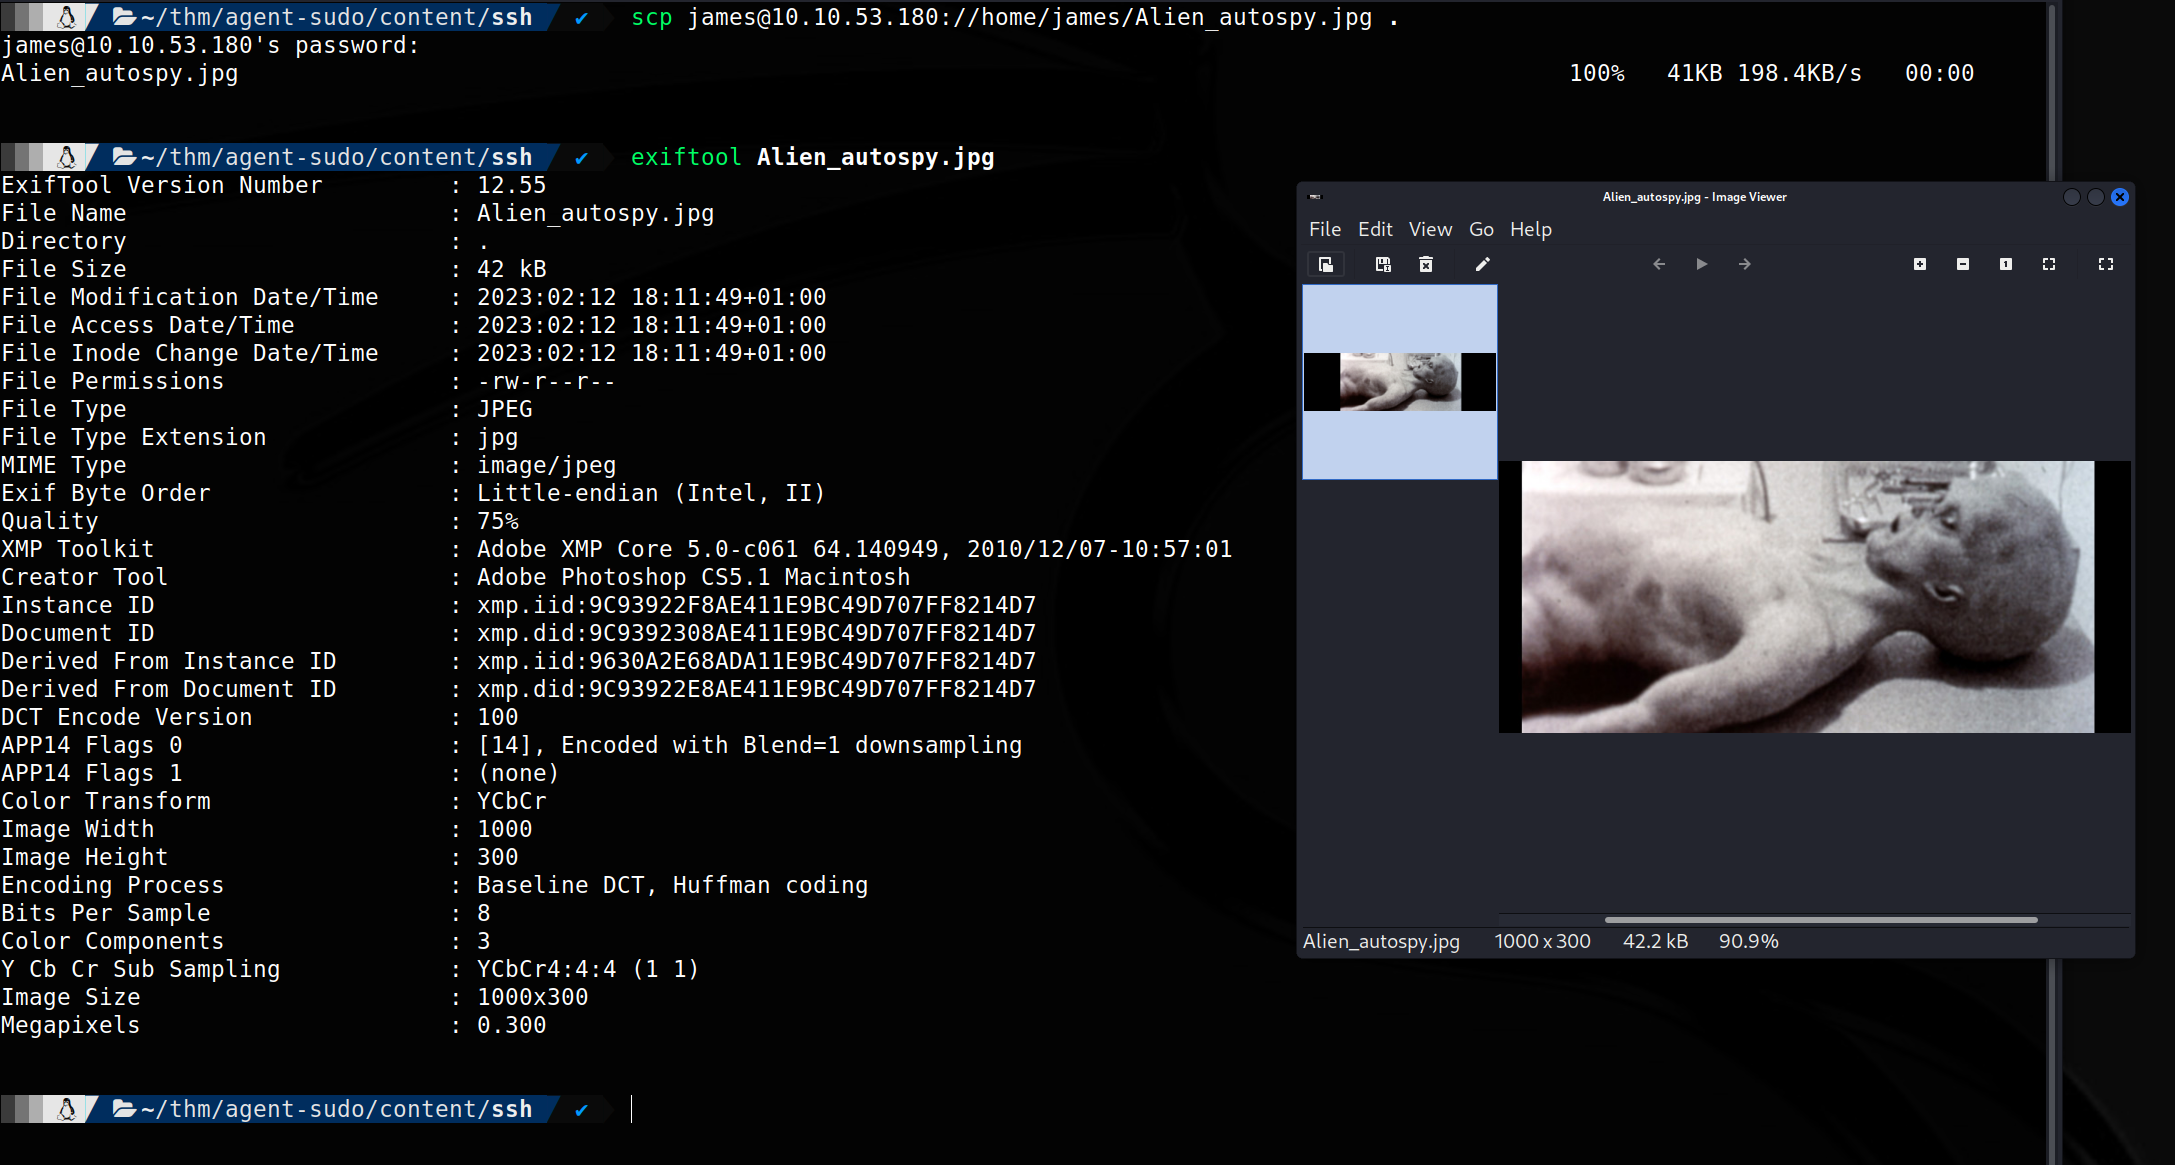 ~/thm/agent-sudo/content/ssh ✔ scp james@10.10.53.180://home/james/Alien_autospy.jpg .
james@10.10.53.180's password:
Alien_autospy.jpg 100% 41KB 198.4KB/s 00:00
~/thm/agent-sudo/content/ssh ✔ exiftool Alien_autospy.jpg
ExifTool Version Number : 12.55
File Name : Alien_autospy.jpg
Directory : .
File Size : 42 kB
File Modification Date/Time : 2023:02:12 18:11:49+01:00
File Access Date/Time : 2023:02:12 18:11:49+01:00
File Inode Change Date/Time : 2023:02:12 18:11:49+01:00
File Permissions : -rw-r--r--
File Type : JPEG
File Type Extension : jpg
MIME Type : image/jpeg
Exif Byte Order : Little-endian (Intel, II)
Quality : 75%
XMP Toolkit : Adobe XMP Core 5.0-c061 64.140949, 2010/12/07-10:57:01
Creator Tool : Adobe Photoshop CS5.1 Macintosh
Instance ID : xmp.iid:9C93922F8AE411E9BC49D707FF8214D7
Document ID : xmp.did:9C9392308AE411E9BC49D707FF8214D7
Derived From Instance ID : xmp.iid:9630A2E68ADA11E9BC49D707FF8214D7
Derived From Document ID : xmp.did:9C93922E8AE411E9BC49D707FF8214D7
DCT Encode Version : 100
APP14 Flags 0 : [14], Encoded with Blend=1 downsampling
APP14 Flags 1 : (none)
Color Transform : YCbCr
Image Width : 1000
Image Height : 300
Encoding Process : Baseline DCT, Huffman coding
Bits Per Sample : 8
Color Components : 3
Y Cb Cr Sub Sampling : YCbCr4:4:4 (1 1)
Image Size : 1000x300
Megapixels : 0.300
~/thm/agent-sudo/content/ssh ✔
Alien_autospy.jpg - Image Viewer
File Edit View Go Help
Alien_autospy.jpg 1000 x 300 42.2 kB 90.9%